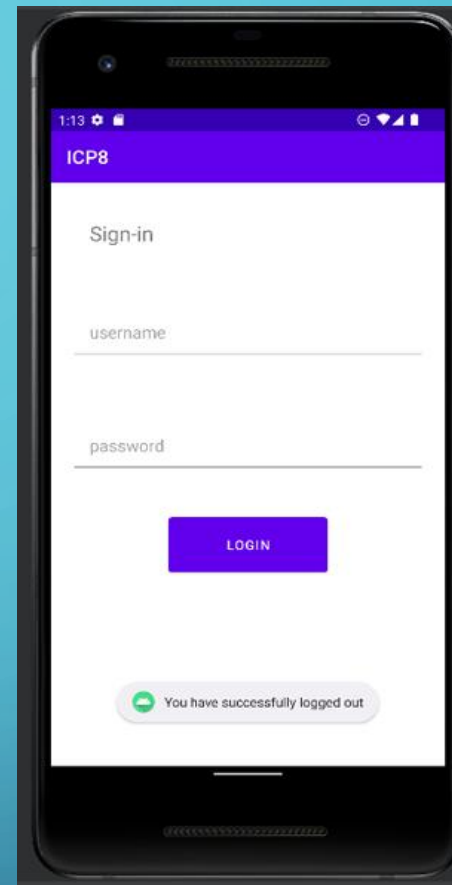 1:13
ICP8
Sign-in
username
password
LOGIN
You have successfully logged out